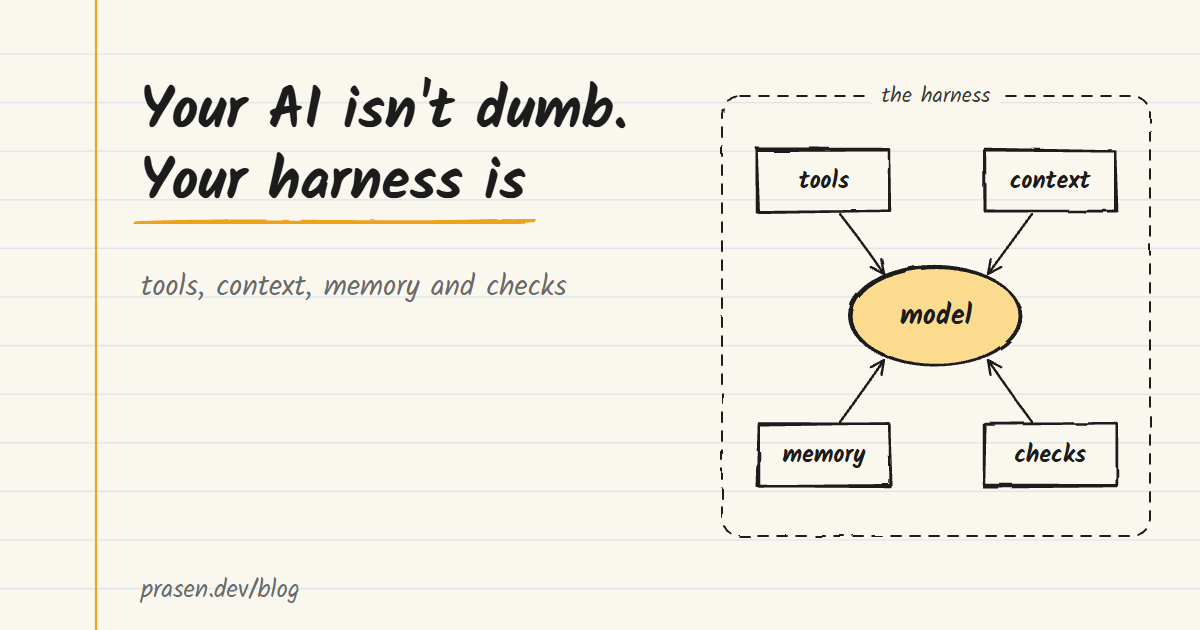 Your AI isn't dumb.
Your harness is
tools, context, memory and checks
the harness
tools
context
model
memory
checks
prasen.dev/blog